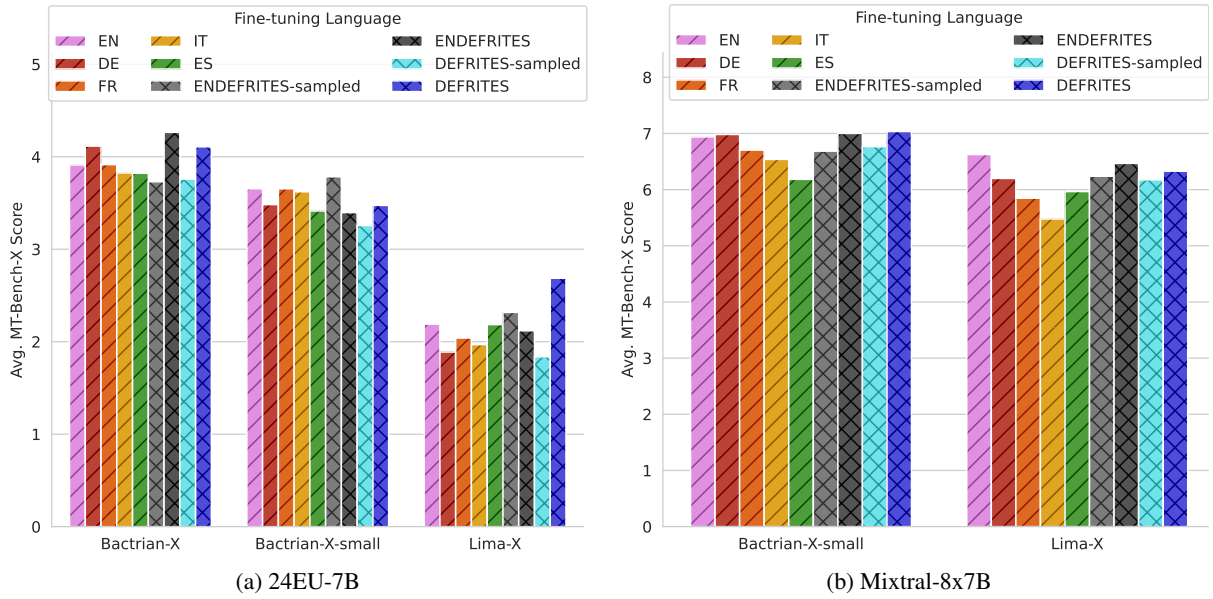 Fine-tuning Language
EN IT ENDEFRITES
DE ES DEFRITES-sampled
FR ENDEFRITES-sampled DEFRITES
5
4
3
2
1
0
Avg. MT-Bench-X Score
Bactrian-X Bactrian-X-small Lima-X
(a) 24EU-7B
Fine-tuning Language
EN IT ENDEFRITES
DE ES DEFRITES-sampled
FR ENDEFRITES-sampled DEFRITES
8
7
6
5
4
3
2
1
0
Avg. MT-Bench-X Score
Bactrian-X-small Lima-X
(b) Mixtral-8x7B